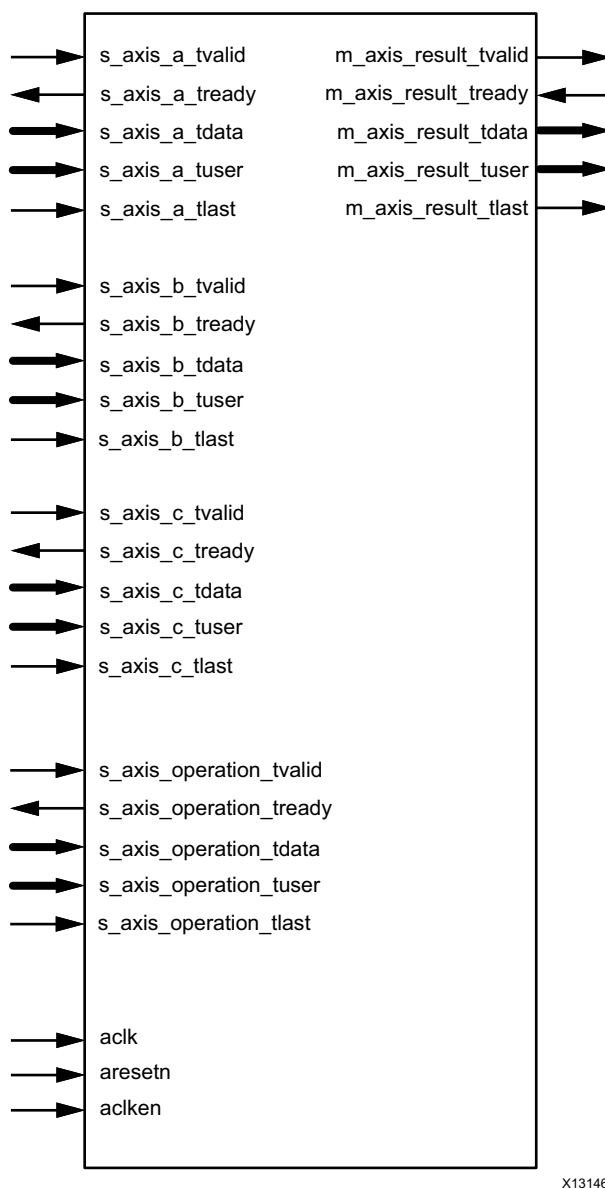 s_axis_a_tvalid m_axis_result_tvalid
s_axis_a_tready m_axis_result_tready
s_axis_a_tdata m_axis_result_tdata
s_axis_a_tuser m_axis_result_tuser
s_axis_a_tlast m_axis_result_tlast
s_axis_b_tvalid
s_axis_b_tready
s_axis_b_tdata
s_axis_b_tuser
s_axis_b_tlast
s_axis_c_tvalid
s_axis_c_tready
s_axis_c_tdata
s_axis_c_tuser
s_axis_c_tlast
s_axis_operation_tvalid
s_axis_operation_tready
s_axis_operation_tdata
s_axis_operation_tuser
s_axis_operation_tlast
aclk
aresetn
aclken
X13146